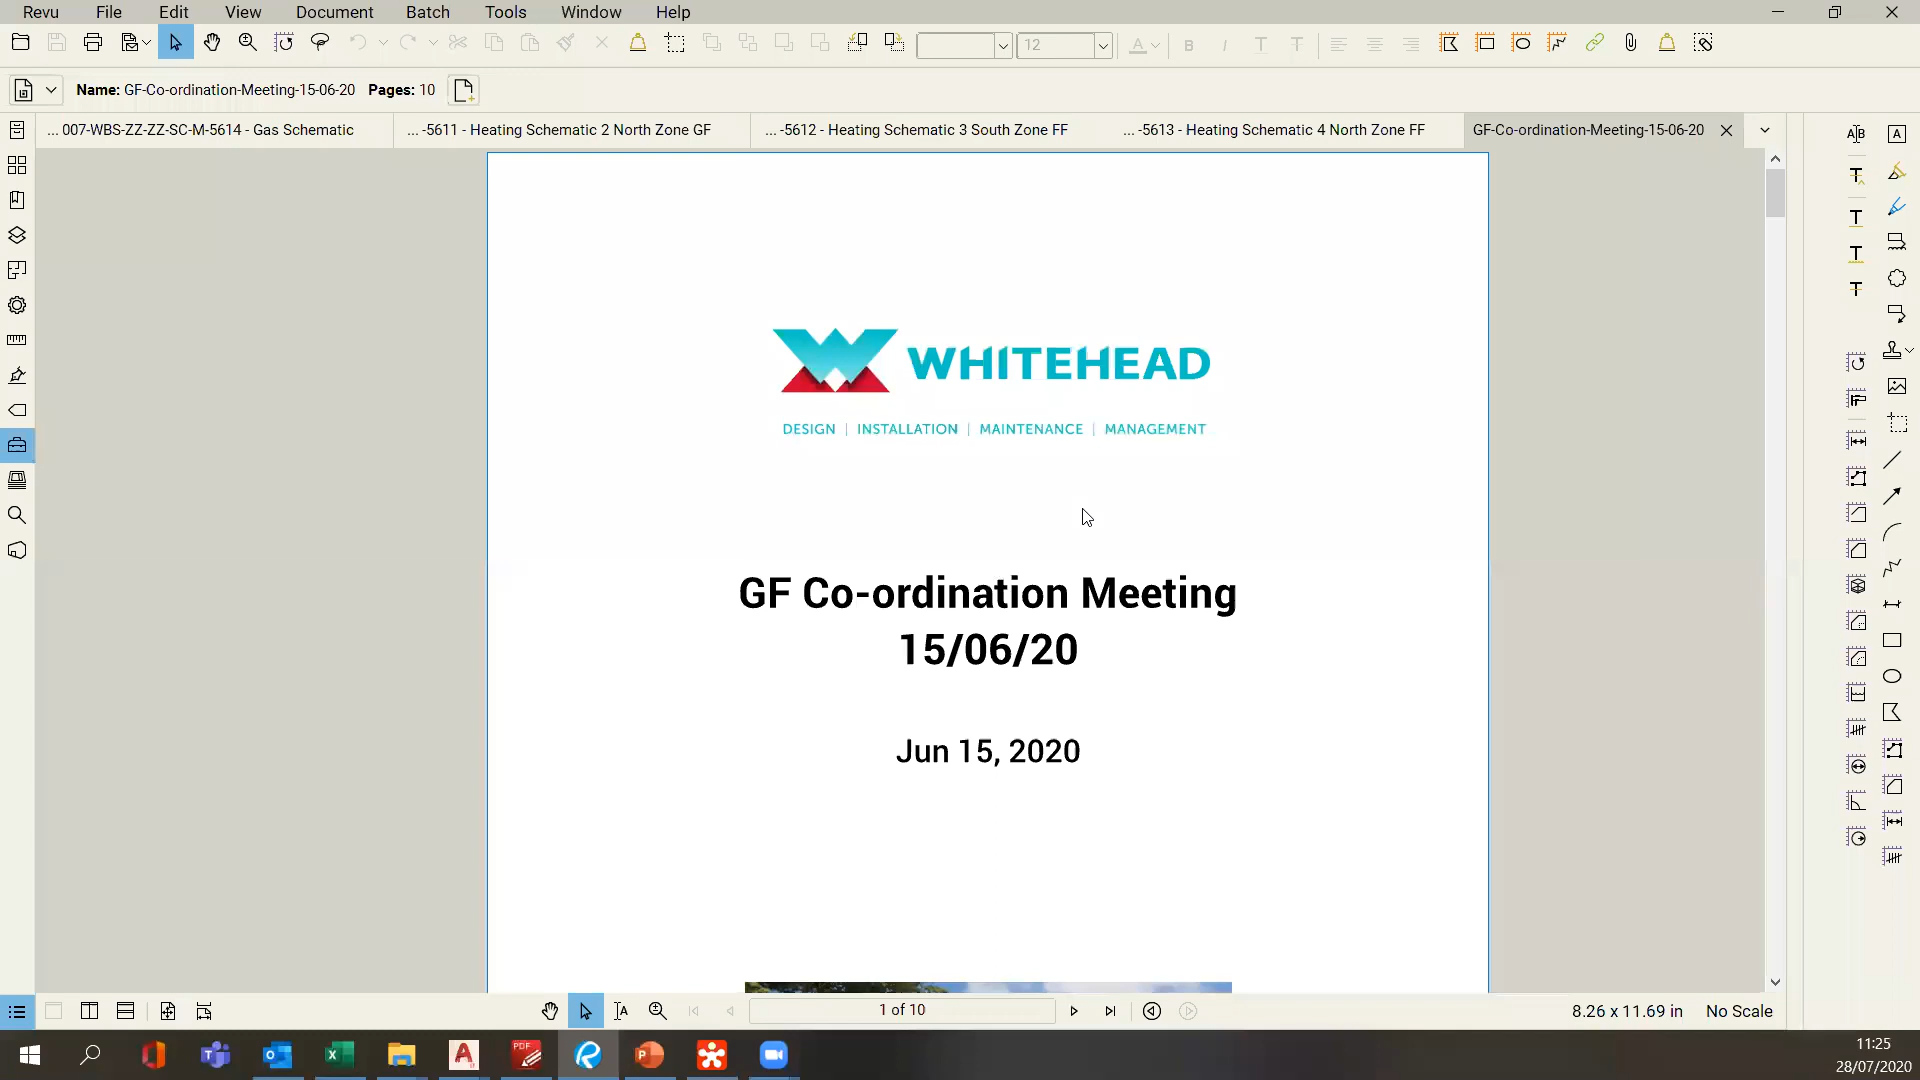 Revu File Edit View Document Batch Tools Window Help
12
Name: GF-Co-ordination-Meeting-15-06-20 Pages: 10
... 007-WBS-ZZ-ZZ-SC-M-5614 - Gas Schematic
... -5611 - Heating Schematic 2 North Zone GF
... -5612 - Heating Schematic 3 South Zone FF
... -5613 - Heating Schematic 4 North Zone FF
GF-Co-ordination-Meeting-15-06-20
WHITEHEAD
DESIGN | INSTALLATION | MAINTENANCE | MANAGEMENT
GF Co-ordination Meeting
15/06/20
Jun 15, 2020
1 of 10
8.26 x 11.69 in No Scale
11:25
28/07/2020